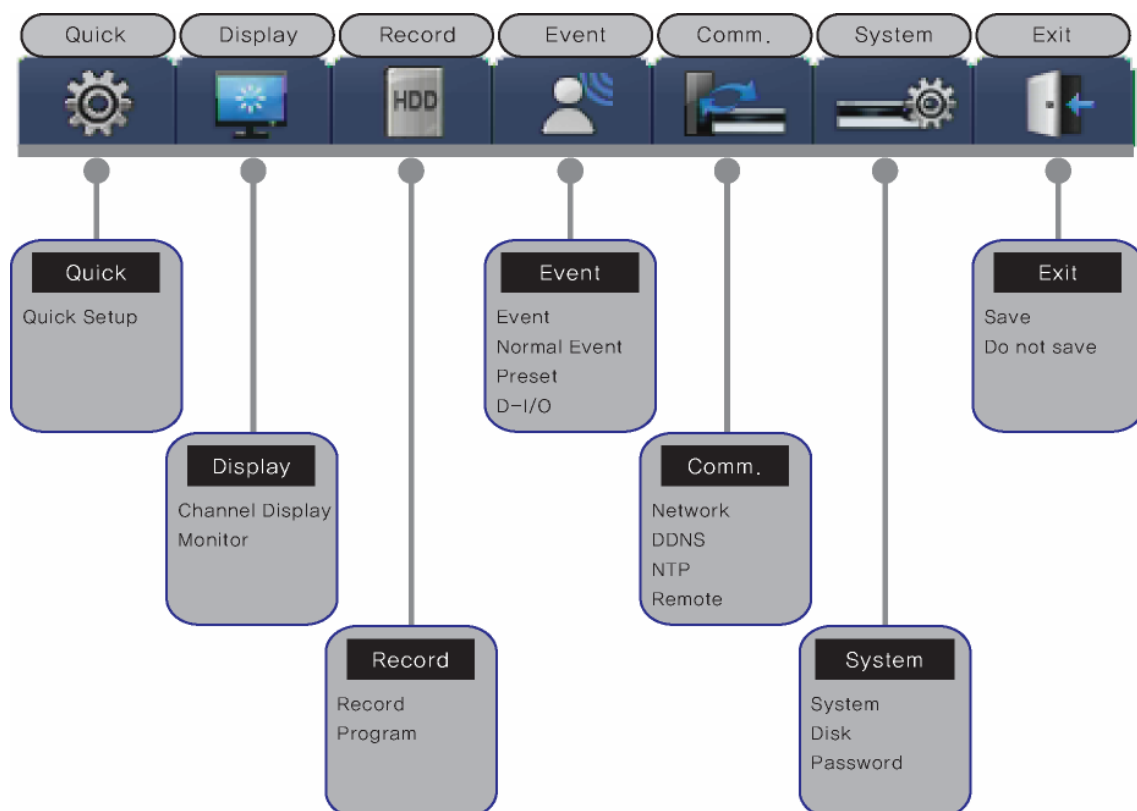 Quick
Display
Record
Event
Comm.
System
Exit
HDD
Quick
Quick Setup
Event
Event
Normal Event
Preset
D-I/O
Exit
Save
Do not save
Display
Channel Display
Monitor
Comm.
Network
DDNS
NTP
Remote
Record
Record
Program
System
System
Disk
Password